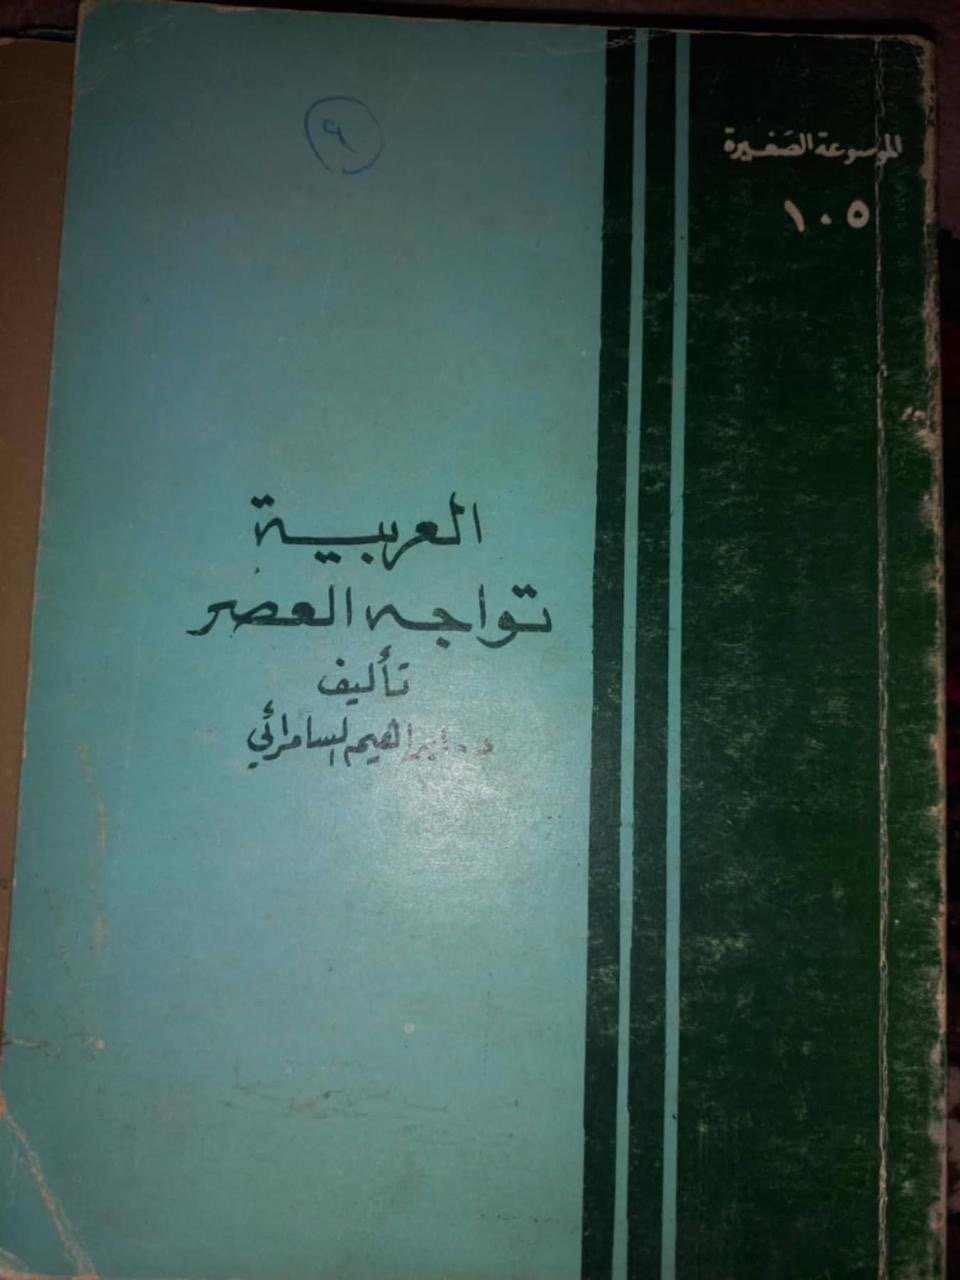 الموسوعة الصغيرة
١٠٥
٩
العربية
تواجه العصر
تأليف
د. ابراهيم السامرائي